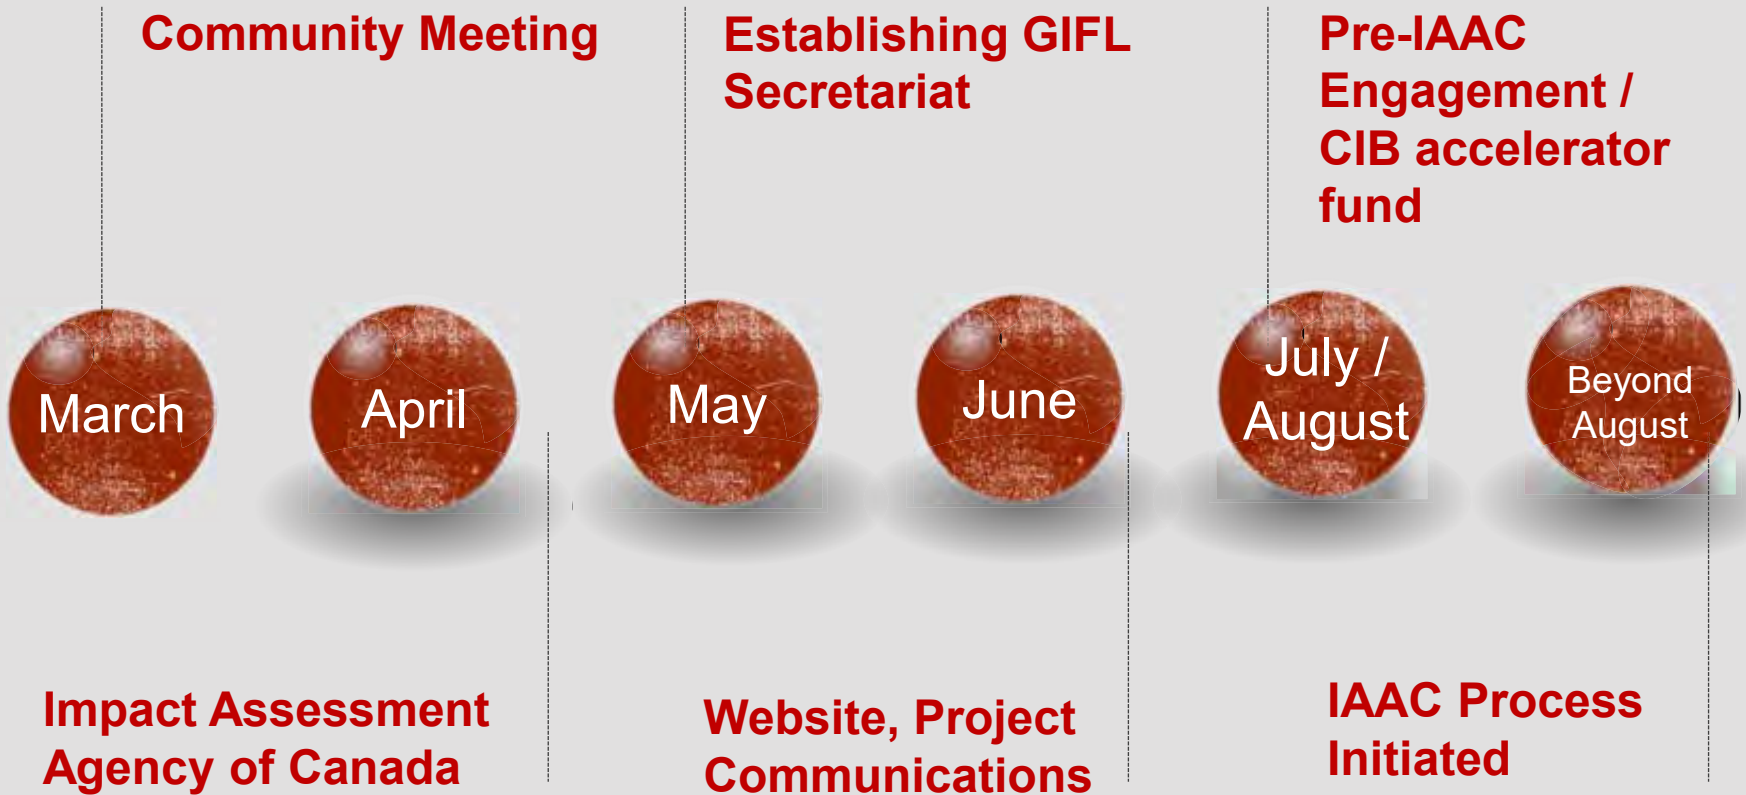 Community Meeting
Establishing GIFL
Secretariat
Pre-IAAC
Engagement /
CIB accelerator
fund
March
April
May
June
July /
August
Beyond
August
Impact Assessment
Agency of Canada
Website, Project
Communications
IAAC Process
Initiated